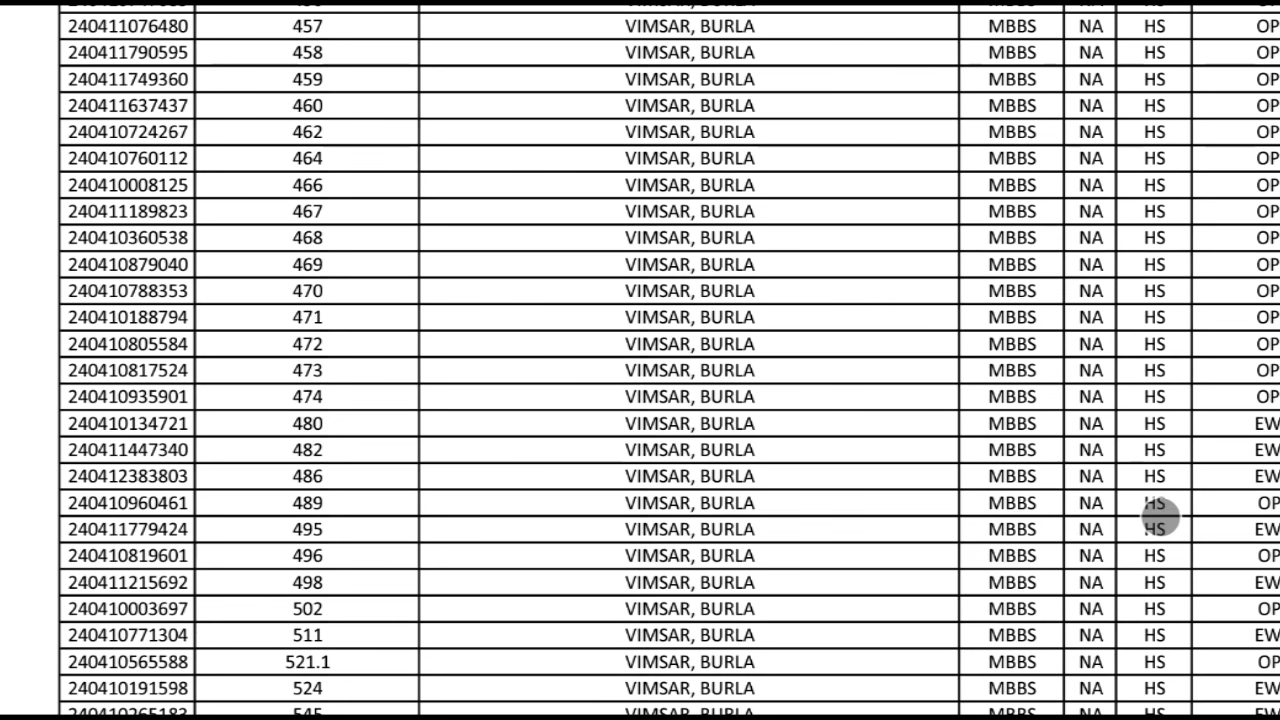 240411076480 457 VIMSAR, BURLA MBBS NA HS OP
240411790595 458 VIMSAR, BURLA MBBS NA HS OP
240411749360 459 VIMSAR, BURLA MBBS NA HS OP
240411637437 460 VIMSAR, BURLA MBBS NA HS OP
240410724267 462 VIMSAR, BURLA MBBS NA HS OP
240410760112 464 VIMSAR, BURLA MBBS NA HS OP
240410008125 466 VIMSAR, BURLA MBBS NA HS OP
240411189823 467 VIMSAR, BURLA MBBS NA HS OP
240410360538 468 VIMSAR, BURLA MBBS NA HS OP
240410879040 469 VIMSAR, BURLA MBBS NA HS OP
240410788353 470 VIMSAR, BURLA MBBS NA HS OP
240410188794 471 VIMSAR, BURLA MBBS NA HS OP
240410805584 472 VIMSAR, BURLA MBBS NA HS OP
240410817524 473 VIMSAR, BURLA MBBS NA HS OP
240410935901 474 VIMSAR, BURLA MBBS NA HS OP
240410134721 480 VIMSAR, BURLA MBBS NA HS EW
240411447340 482 VIMSAR, BURLA MBBS NA HS EW
240412383803 486 VIMSAR, BURLA MBBS NA HS EW
240410960461 489 VIMSAR, BURLA MBBS NA HS OP
240411779424 495 VIMSAR, BURLA MBBS NA HS EW
240410819601 496 VIMSAR, BURLA MBBS NA HS OP
240411215692 498 VIMSAR, BURLA MBBS NA HS EW
240410003697 502 VIMSAR, BURLA MBBS NA HS OP
240410771304 511 VIMSAR, BURLA MBBS NA HS EW
240410565588 521.1 VIMSAR, BURLA MBBS NA HS OP
240410191598 524 VIMSAR, BURLA MBBS NA HS EW
240410265183 545 VIMSAR, BURLA MBBS NA HS EW